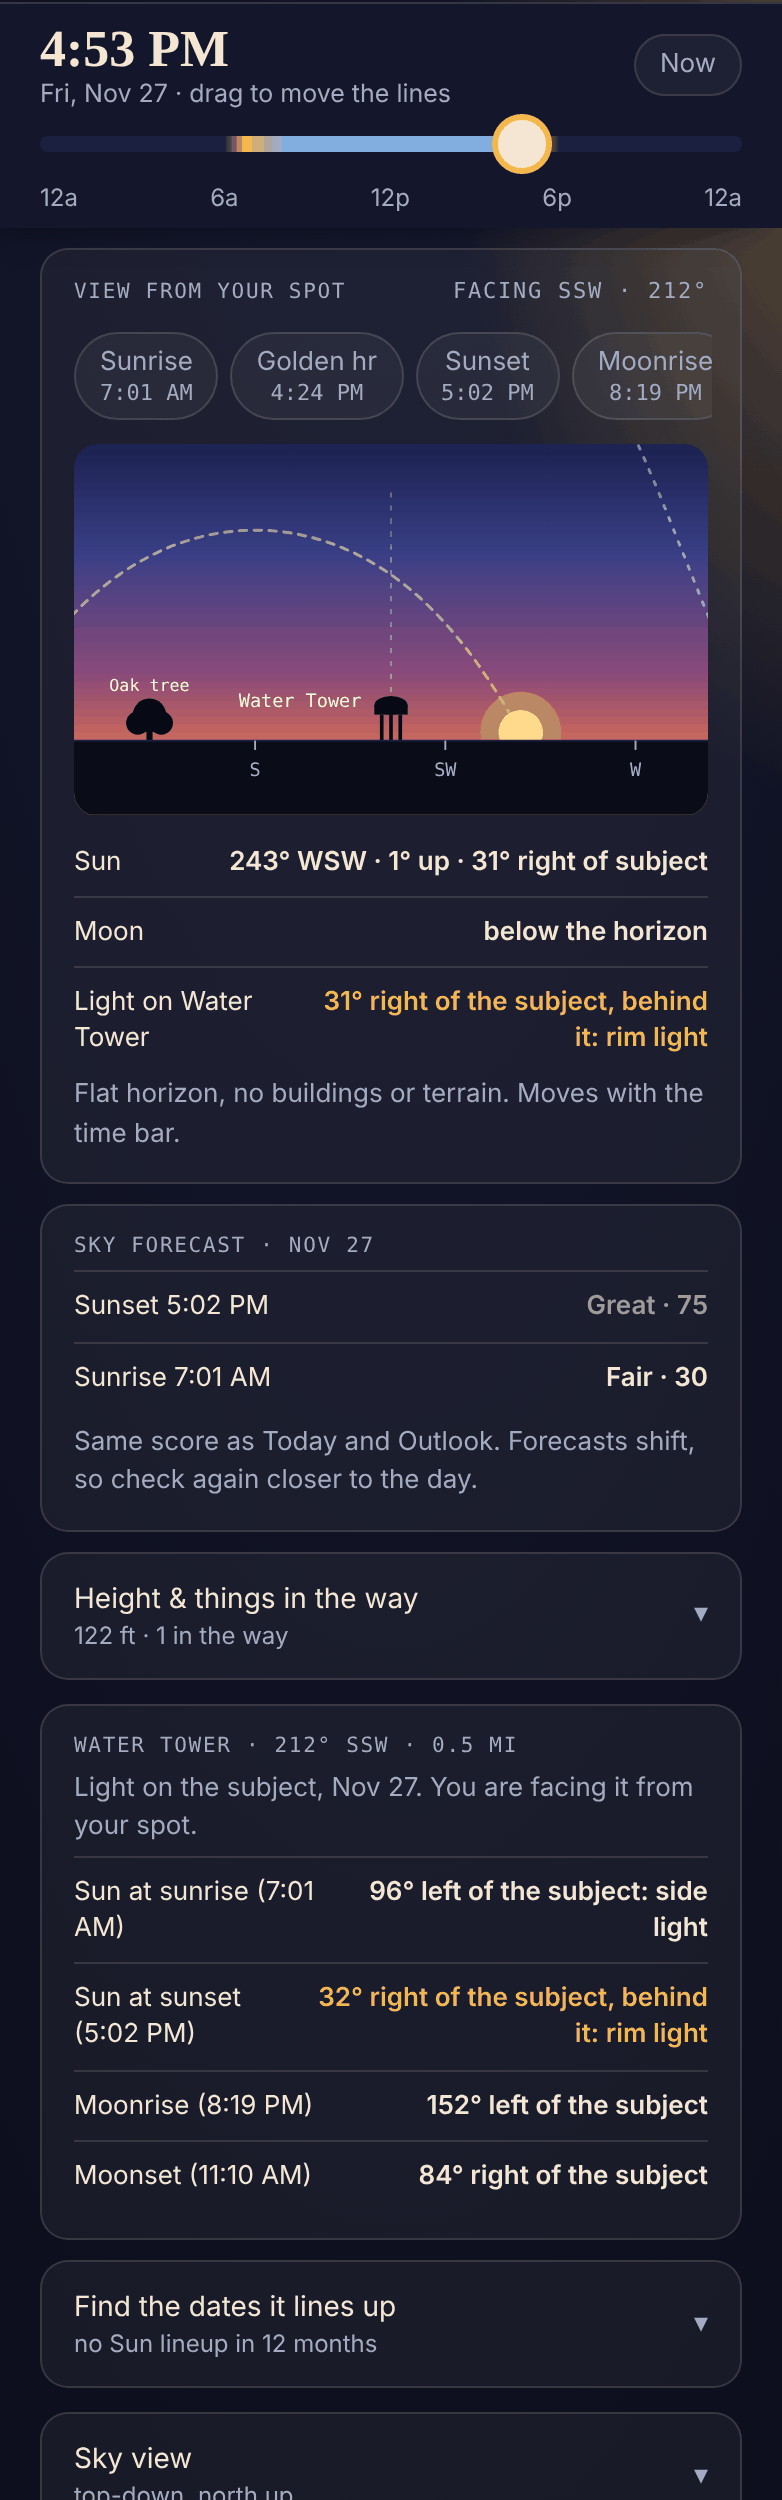 4:53 PM
Now
Fri, Nov 27 · drag to move the lines
12a 6a 12p 6p 12a
VIEW FROM YOUR SPOT FACING SSW · 212°
Sunrise Golden hr Sunset Moonrise
7:01 AM 4:24 PM 5:02 PM 8:19 PM
Oak tree
Water Tower
S SW W
Sun 243° WSW · 1° up · 31° right of subject
Moon below the horizon
Light on Water 31° right of the subject, behind
Tower it: rim light
Flat horizon, no buildings or terrain. Moves with the
time bar.
SKY FORECAST · NOV 27
Sunset 5:02 PM Great · 75
Sunrise 7:01 AM Fair · 30
Same score as Today and Outlook. Forecasts shift,
so check again closer to the day.
Height & things in the way
122 ft · 1 in the way
WATER TOWER · 212° SSW · 0.5 MI
Light on the subject, Nov 27. You are facing it from
your spot.
Sun at sunrise (7:01 96° left of the subject: side
AM) light
Sun at sunset 32° right of the subject, behind
(5:02 PM) it: rim light
Moonrise (8:19 PM) 152° left of the subject
Moonset (11:10 AM) 84° right of the subject
Find the dates it lines up
no Sun lineup in 12 months
Sky view
top-down, north up